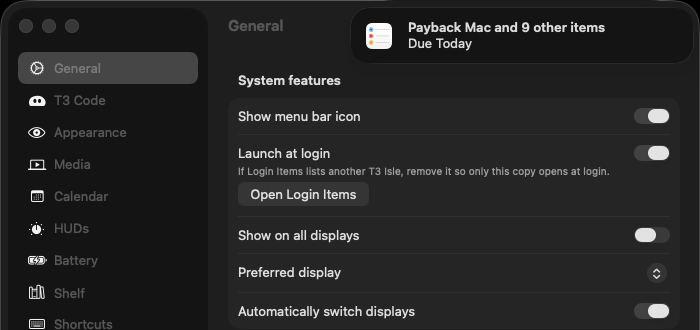 General
Payback Mac and 9 other items
Due Today
General
T3 Code
Appearance
Media
Calendar
HUDs
Battery
Shelf
Shortcuts
System features
Show menu bar icon
Launch at login
If Login Items lists another T3 Isle, remove it so only this copy opens at login.
Open Login Items
Show on all displays
Preferred display
Automatically switch displays